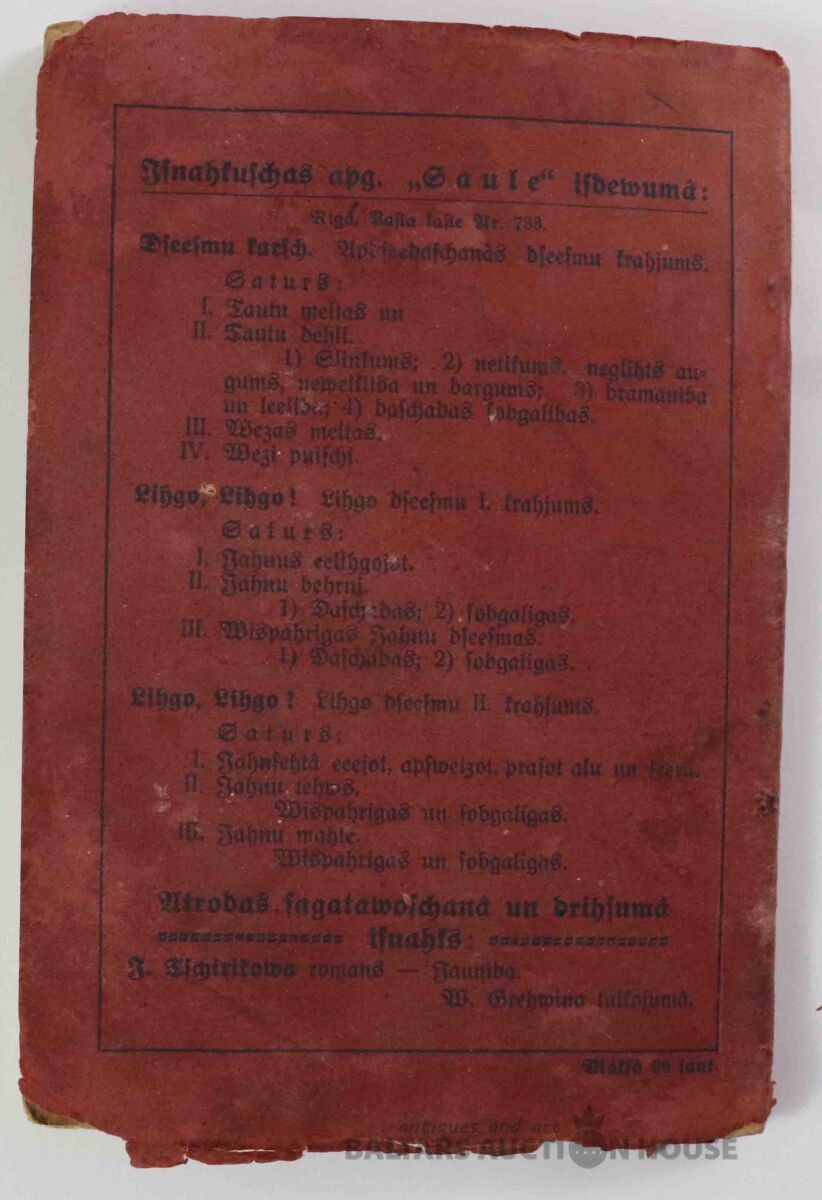 Isnahkuschas apg. „Saule“ isdewumâ:
Rigâ, Pasta kaste Nr. 733.
Dseesmu karsch. Apdseedaschanâs dseesmu krahjums.
Saturs:
I. Tautu meitas un
II. Tautu dehli.
1) Slinkums; 2) netikums, neglihts au-
gums, neweikliba un bargums; 3) bramaniba
un leeliba; 4) daschadas sobgalibas.
III. Wezas meitas.
IV. Wezi puischi.
Lihgo, Lihgo! Lihgo dseesmu I. krahjums.
Saturs:
I. Jahnus eelihgojot.
II. Jahnu behrni.
1) Daschadas; 2) sobgaligas.
III. Wispahrigas Jahnu dseesmas.
1) Daschadas; 2) sobgaligas.
Lihgo, Lihgo! Lihgo dseesmu II. krahjums.
Saturs:
I. Jahnsehtâ eeejot, apsweizot, prasot alu un seeru.
II. Jahnu tehws.
Wispahrigas un sobgaligas.
III. Jahnu mahte.
Wispahrigas un sobgaligas.
Atrodas sagatawoschanâ un drihsumâ
isnahks:
J. Tschirikowa romans — Jauniba.
W. Grehwina tulkojumâ.
Maksâ 90 sant.
antiques and art
BALTARS AUCTION HOUSE